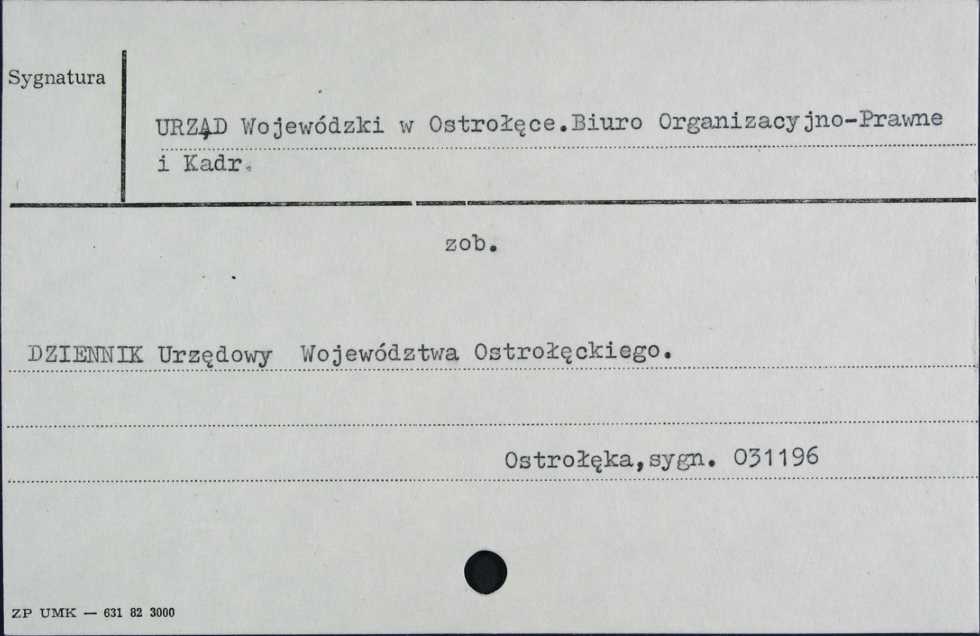 Sygnatura
URZĄD Wojewódzki w Ostrołęce.Biuro Organizacyjno-Prawne
i Kadr.
zob.
DZIENNIK Urzędowy Województwa Ostrołęckiego.
Ostrołęka,sygn. 031196
ZP UMK — 631 82 3000